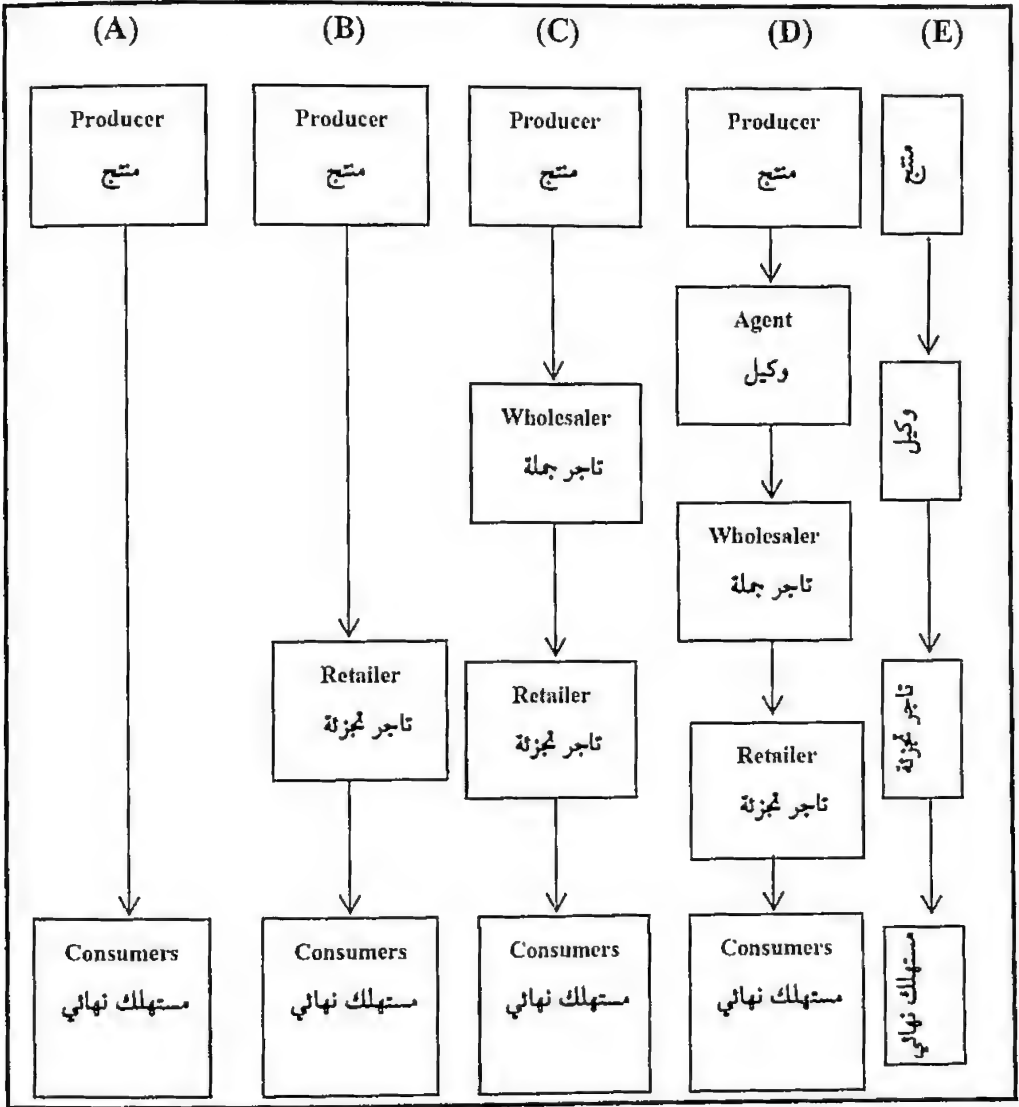 (A)
(B)
(C)
(D)
(E)
Producer
منتج
Consumers
مستهلك نهائي
Producer
منتج
Retailer
تاجر تجزئة
Consumers
مستهلك نهائي
Producer
منتج
Wholesaler
تاجر جملة
Retailer
تاجر تجزئة
Consumers
مستهلك نهائي
Producer
منتج
Agent
وكيل
Wholesaler
تاجر جملة
Retailer
تاجر تجزئة
Consumers
مستهلك نهائي
منتج
وكيل
تاجر تجزئة
مستهلك نهائي